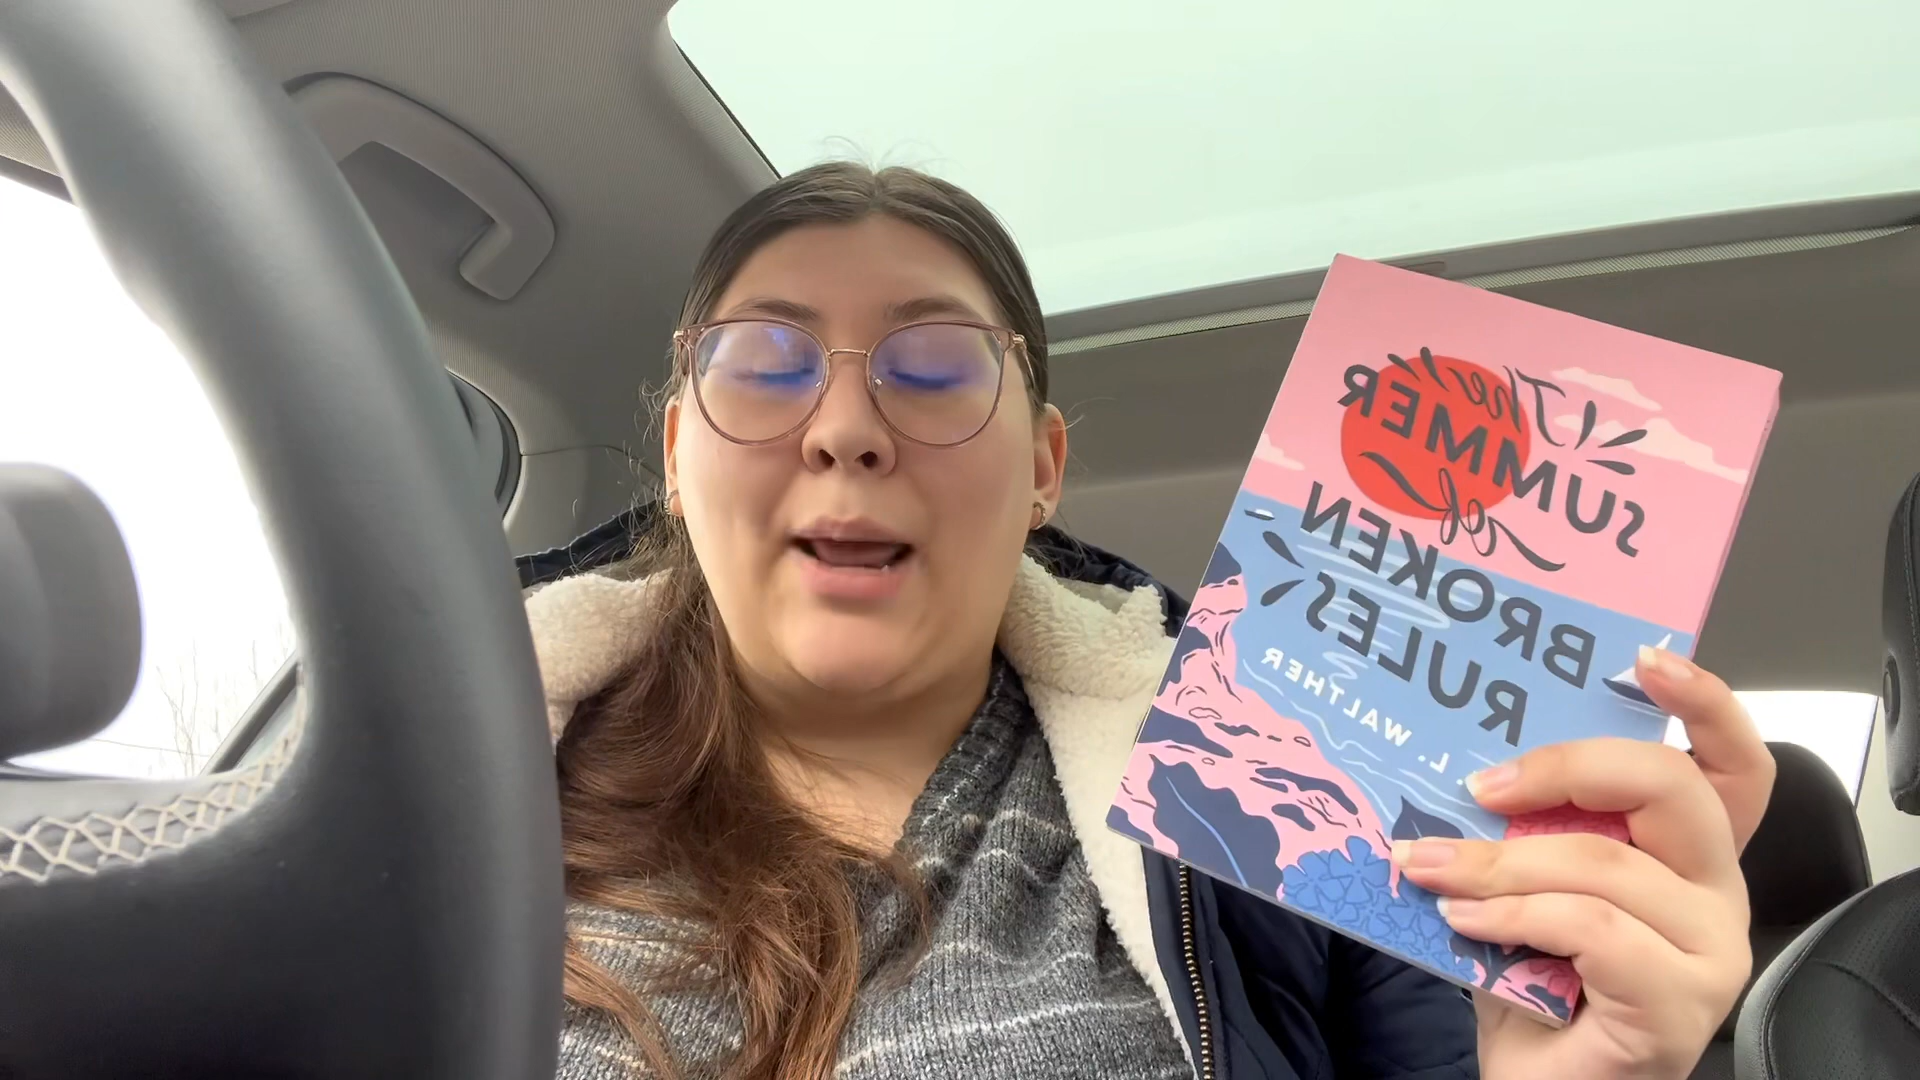 The
SUMMER
of
BROKEN
RULES
. L. WALTHER